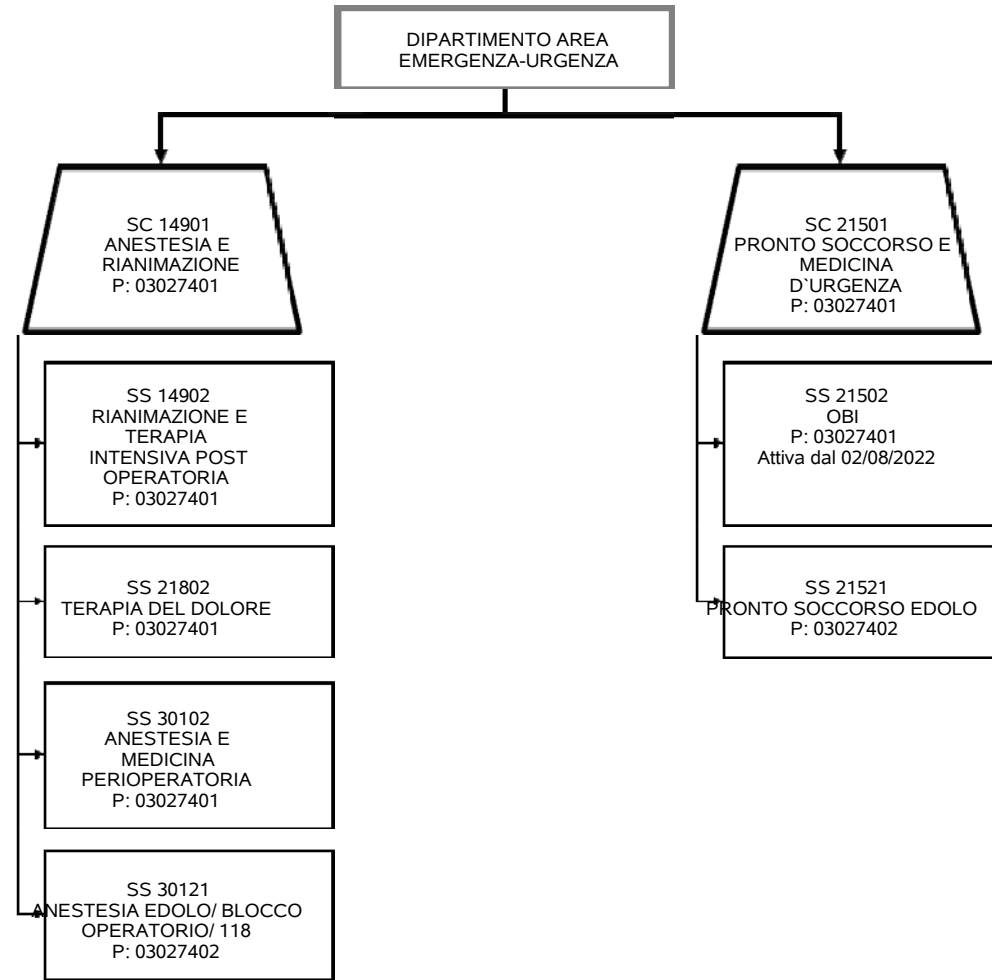 DIPARTIMENTO AREA
EMERGENZA-URGENZA
SC 14901
ANESTESIA E
RIANIMAZIONE
P: 03027401
SS 14902
RIANIMAZIONE E
TERAPIA
INTENSIVA POST
OPERATORIA
P: 03027401
SS 21802
TERAPIA DEL DOLORE
P: 03027401
SS 30102
ANESTESIA E
MEDICINA
PERIOPERATORIA
P: 03027401
SS 30121
ANESTESIA EDOLO/ BLOCCO
OPERATORIO/ 118
P: 03027402
SC 21501
PRONTO SOCCORSO E
MEDICINA
D`URGENZA
P: 03027401
SS 21502
OBI
P: 03027401
Attiva dal 02/08/2022
SS 21521
PRONTO SOCCORSO EDOLO
P: 03027402